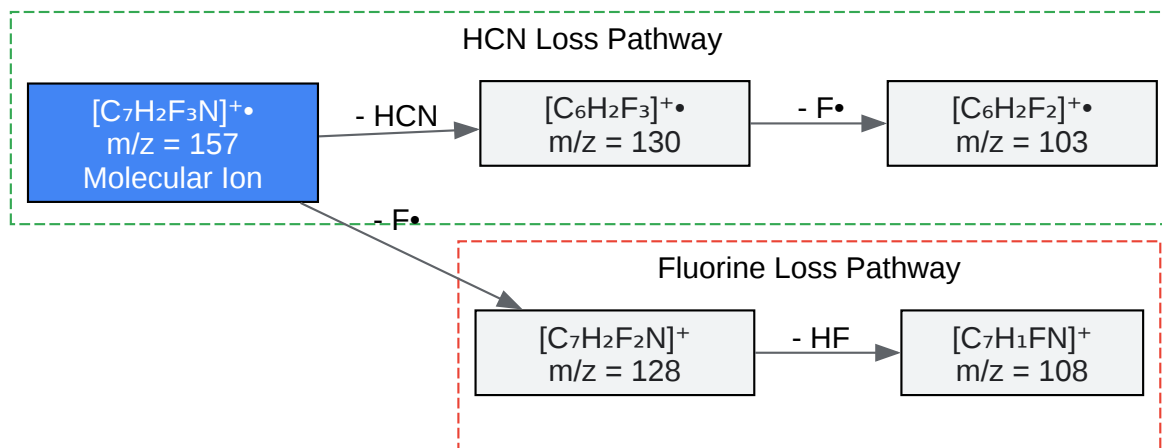 HCN Loss Pathway
[C₇H₂F₃N]⁺•
m/z = 157
Molecular Ion
- HCN
[C₆H₂F₃]⁺•
m/z = 130
- F•
[C₆H₂F₂]⁺•
m/z = 103
- F•
Fluorine Loss Pathway
[C₇H₂F₂N]⁺
m/z = 128
- HF
[C₇H₁FN]⁺
m/z = 108